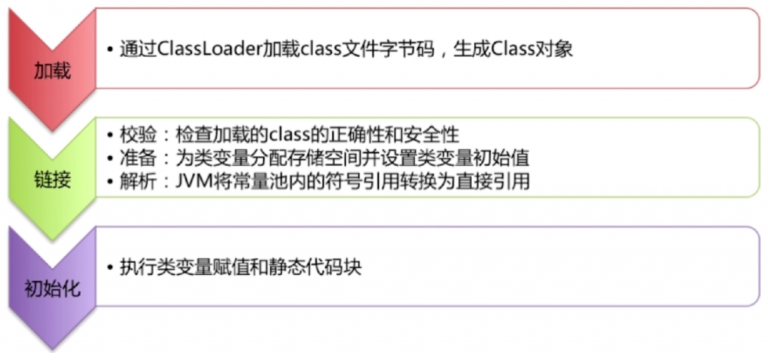 加载
• 通过ClassLoader加载class文件字节码，生成Class对象
链接
• 校验：检查加载的class的正确性和安全性
• 准备：为类变量分配存储空间并设置类变量初始值
• 解析：JVM将常量池内的符号引用转换为直接引用
初始化
• 执行类变量赋值和静态代码块